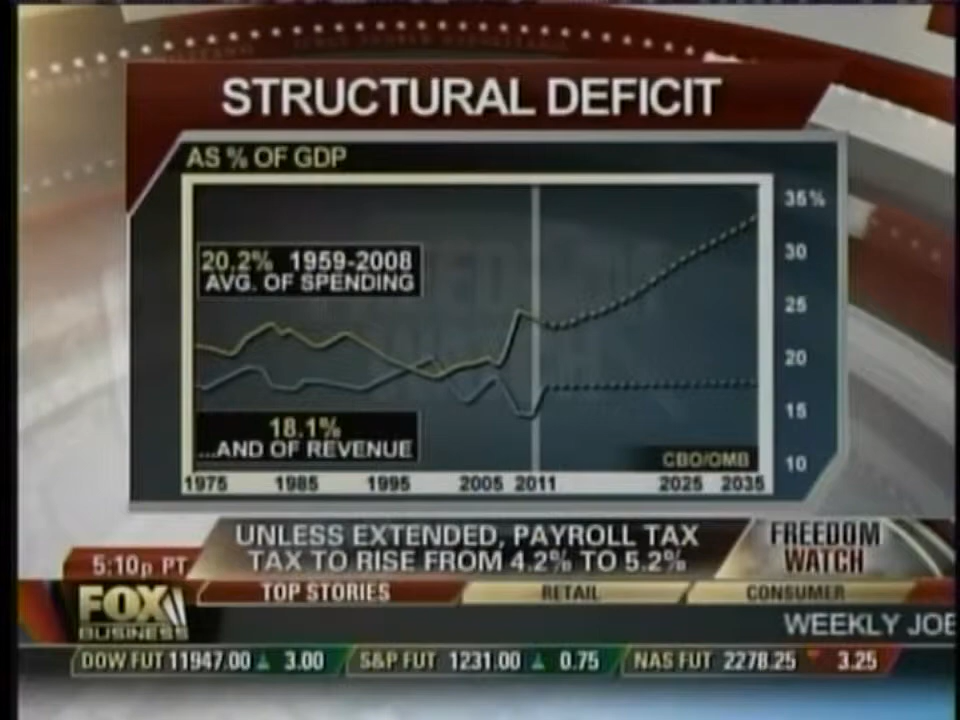 STRUCTURAL DEFICIT
AS % OF GDP
35%
30
25
20
15
10
20.2% 1959-2008
AVG. OF SPENDING
18.1%
...AND OF REVENUE
CBO/OMB
1975 1985 1995 2005 2011 2025 2035
UNLESS EXTENDED, PAYROLL TAX
TAX TO RISE FROM 4.2% TO 5.2%
FREEDOM
WATCH
5:10p PT
TOP STORIES RETAIL CONSUMER
FOX
BUSINESS
WEEKLY JOB
DOW FUT 11947.00 3.00 S&P FUT 1231.00 0.75 NAS FUT 2278.25 3.25